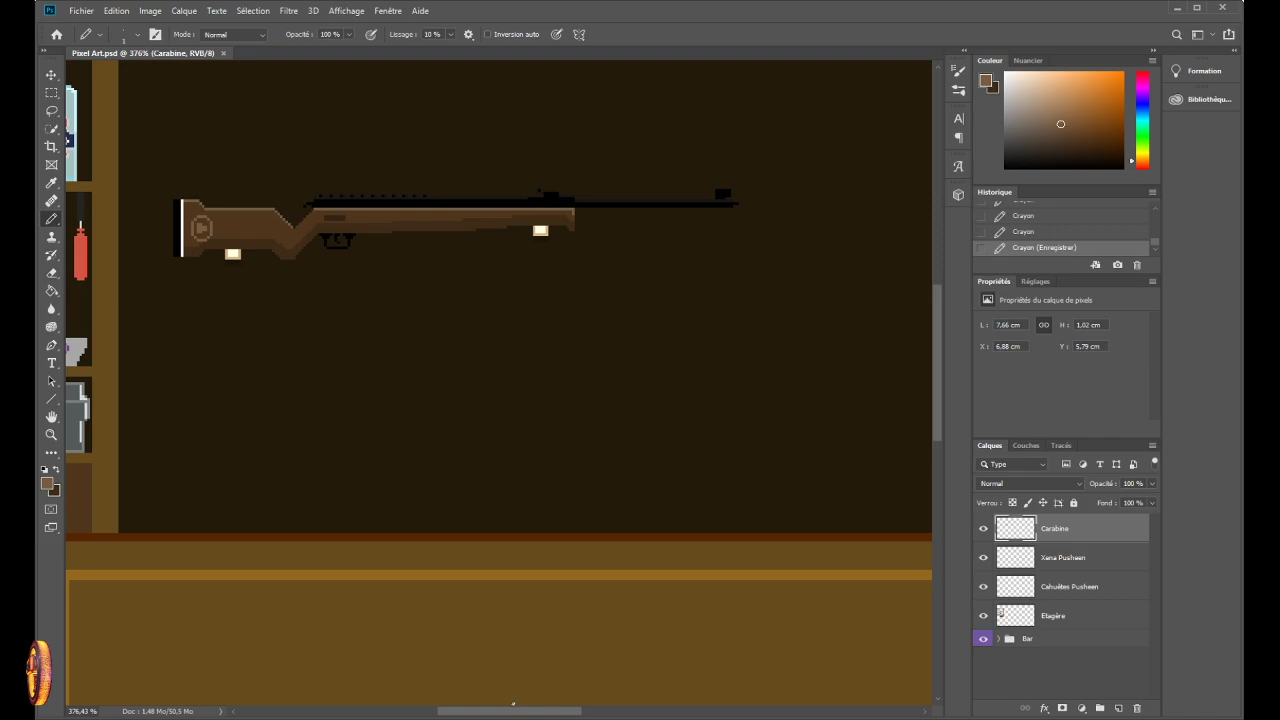 Ps Fichier Edition Image Calque Texte Sélection Filtre 3D Affichage Fenêtre Aide
1 Mode : Normal Opacité : 100 % Lissage : 10 % Inversion auto
Pixel Art.psd @ 376% (Carabine, RVB/8) ×
Couleur Nuancier
Formation
Bibliothèqu...
Historique
Crayon
Crayon
Crayon (Enregistrer)
Propriétés Réglages
Propriétés du calque de pixels
L : 7,66 cm H : 1,02 cm
X : 6,88 cm Y : 5,79 cm
Calques Couches Tracés
Type
Normal Opacité : 100 %
Verrou : Fond : 100 %
Carabine
Xena Pusheen
Cahuètes Pusheen
Etagère
Bar
376,43 % Doc : 1,48 Mo/50,5 Mo